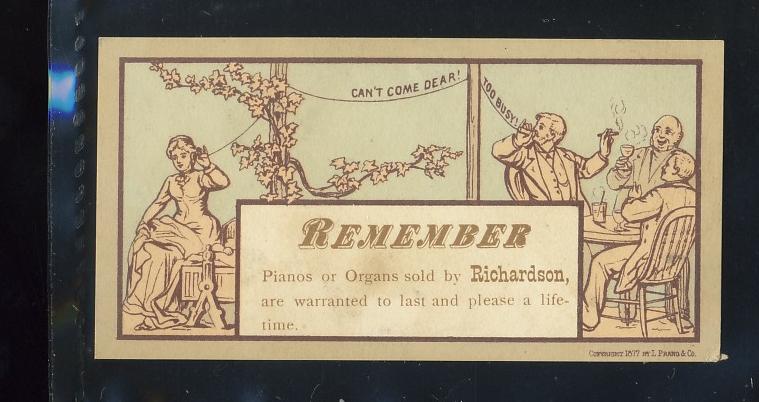 CAN'T COME DEAR!
TOO BUSY!
REMEMBER
Pianos or Organs sold by Richardson,
are warranted to last and please a life-
time.
COPYRIGHT 1877 BY L. PRANG & CO.